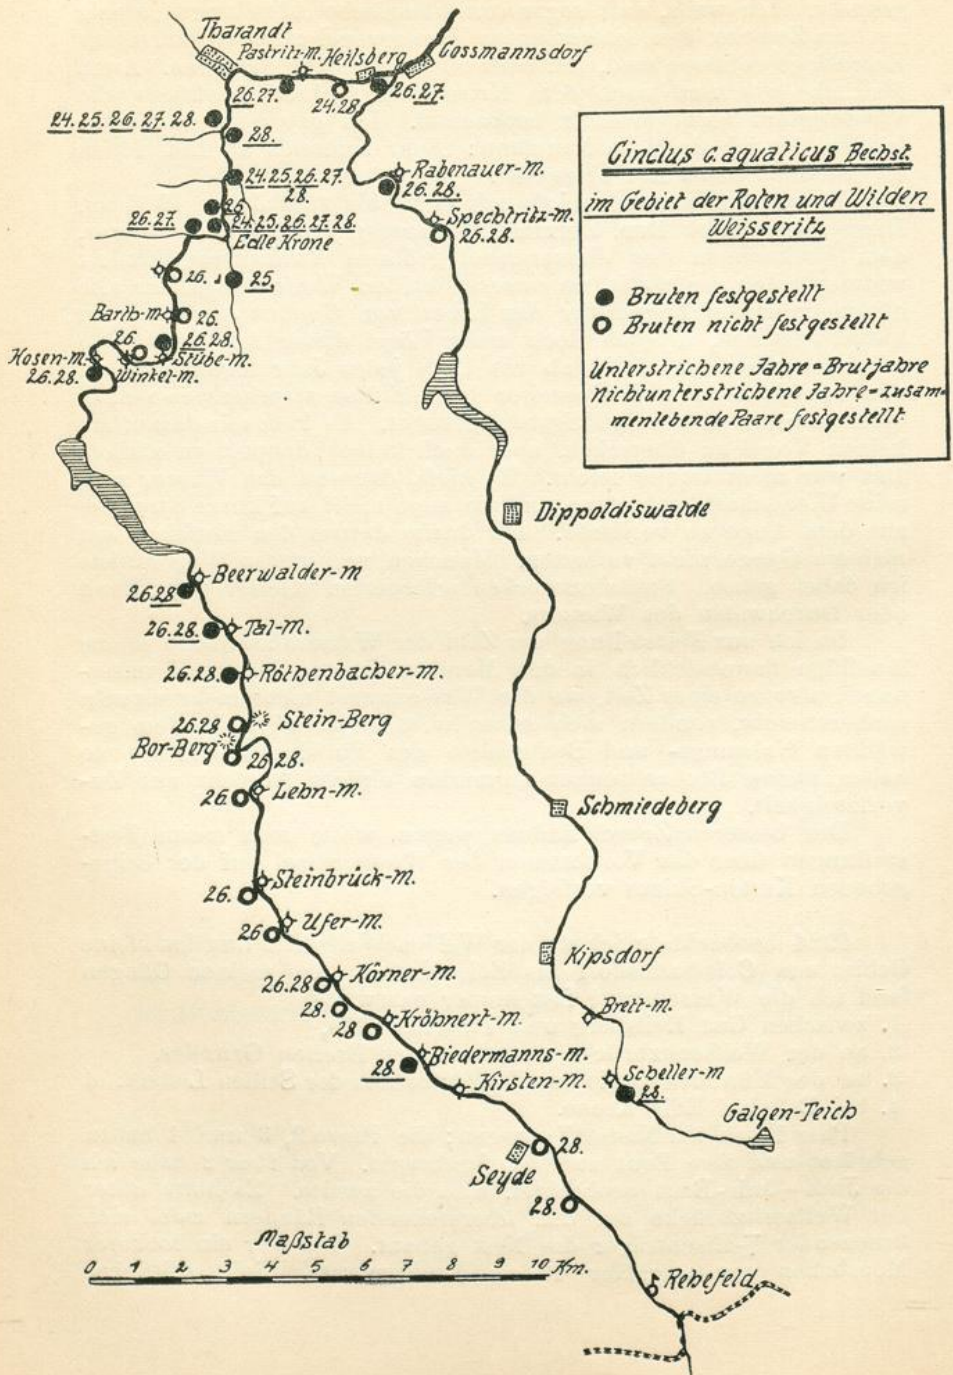 Tharandt
Pastritz-m.
Heilsberg
Cossmannsdorf
26.27.
24.28.
26.27.
24. 25. 26. 27. 28.
28.
24.25.26.27.
28.
26.
26.27.
24.25.26.27.28.
Edle Krone
26.
25.
Rabenauer-m.
26.28.
Spechtritz-m.
26.28.
Cinclus c. aquaticus Bechst.
im Gebiet der Roten und Wilden
Weisseritz
Bruten festgestellt
Bruten nicht festgestellt
Unterstrichene Jahre = Brutjahre
Nichtunterstrichene Jahre = zusam-
menlebende Paare festgestellt.
Barth-m.
26.
26.
26.28.
Stübe-m.
Hosen-m.
26.28.
Winkel-m.
Dippoldiswalde
Beerwalder-m
26.28
26.28.
Tal-m.
26.28.
Röthenbacher-m.
26.28
Stein-Berg
Bor-Berg
26 28.
26.
Lehn-m.
Schmiedeberg
Steinbrück-m.
26.
26
Ufer-m.
Kipsdorf
26.28
Körner-m.
28.
28
Kröhnert-m.
Brett-m.
28.
Biedermanns-m.
Kirsten-m.
Scheller-m
28.
Galgen-Teich
28.
Seyde
28.
Maßstab
0 1 2 3 4 5 6 7 8 9 10 Km.
Rehefeld